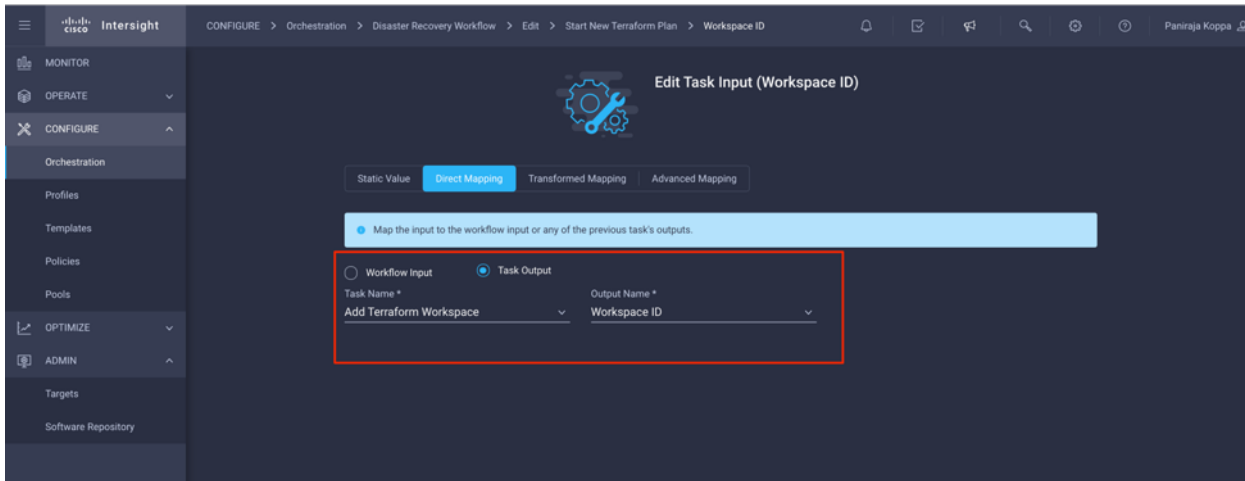 cisco Intersight
CONFIGURE > Orchestration > Disaster Recovery Workflow > Edit > Start New Terraform Plan > Workspace ID
Paniraja Koppa
MONITOR
OPERATE
CONFIGURE
Orchestration
Profiles
Templates
Policies
Pools
OPTIMIZE
ADMIN
Targets
Software Repository
Edit Task Input (Workspace ID)
Static Value Direct Mapping Transformed Mapping Advanced Mapping
Map the input to the workflow input or any of the previous task's outputs.
Workflow Input Task Output
Task Name * Output Name *
Add Terraform Workspace Workspace ID